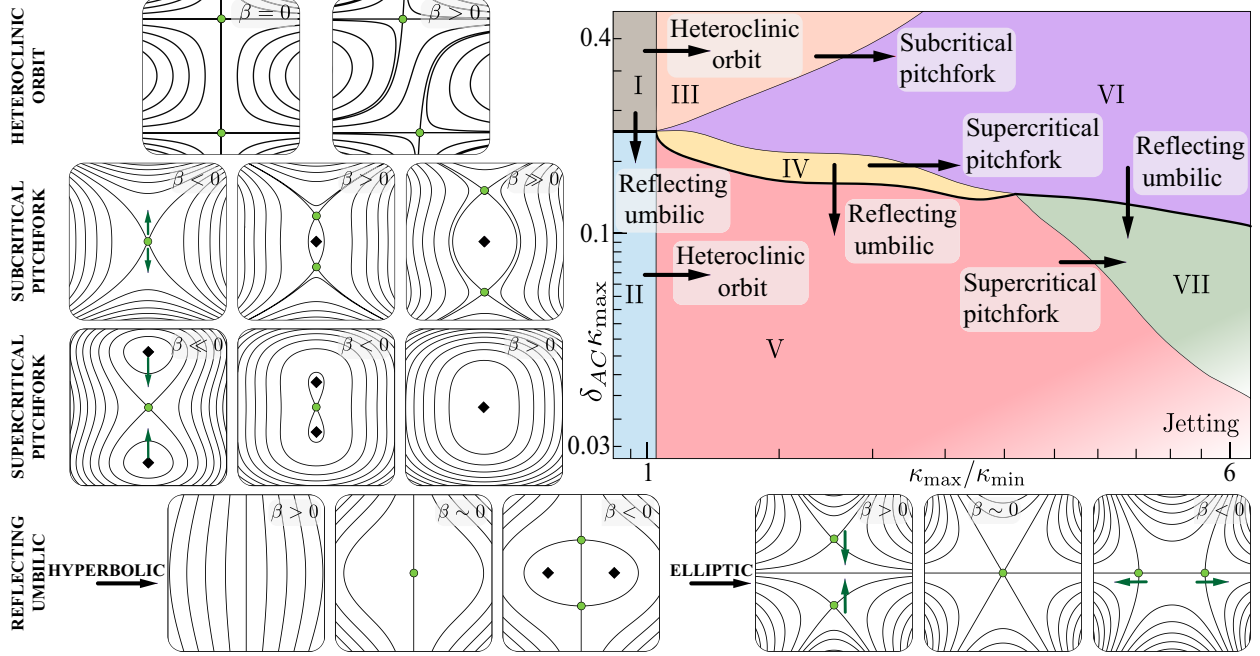 HETEROCLINIC
ORBIT
β = 0
β > 0
SUBCRITICAL
PITCHFORK
β < 0
β > 0
β ≫ 0
SUPERCRITICAL
PITCHFORK
β ≪ 0
β < 0
β > 0
REFLECTING
UMBILIC
HYPERBOLIC
β > 0
β ∼ 0
β < 0
ELLIPTIC
β > 0
β ∼ 0
β < 0
δ_AC κ_max
0.4
0.1
0.03
I
Heteroclinic
orbit
III
Subcritical
pitchfork
VI
Supercritical
pitchfork
Reflecting
umbilic
IV
Reflecting
umbilic
Reflecting
umbilic
II
Heteroclinic
orbit
Supercritical
pitchfork
VII
V
Jetting
1
κ_max/κ_min
6